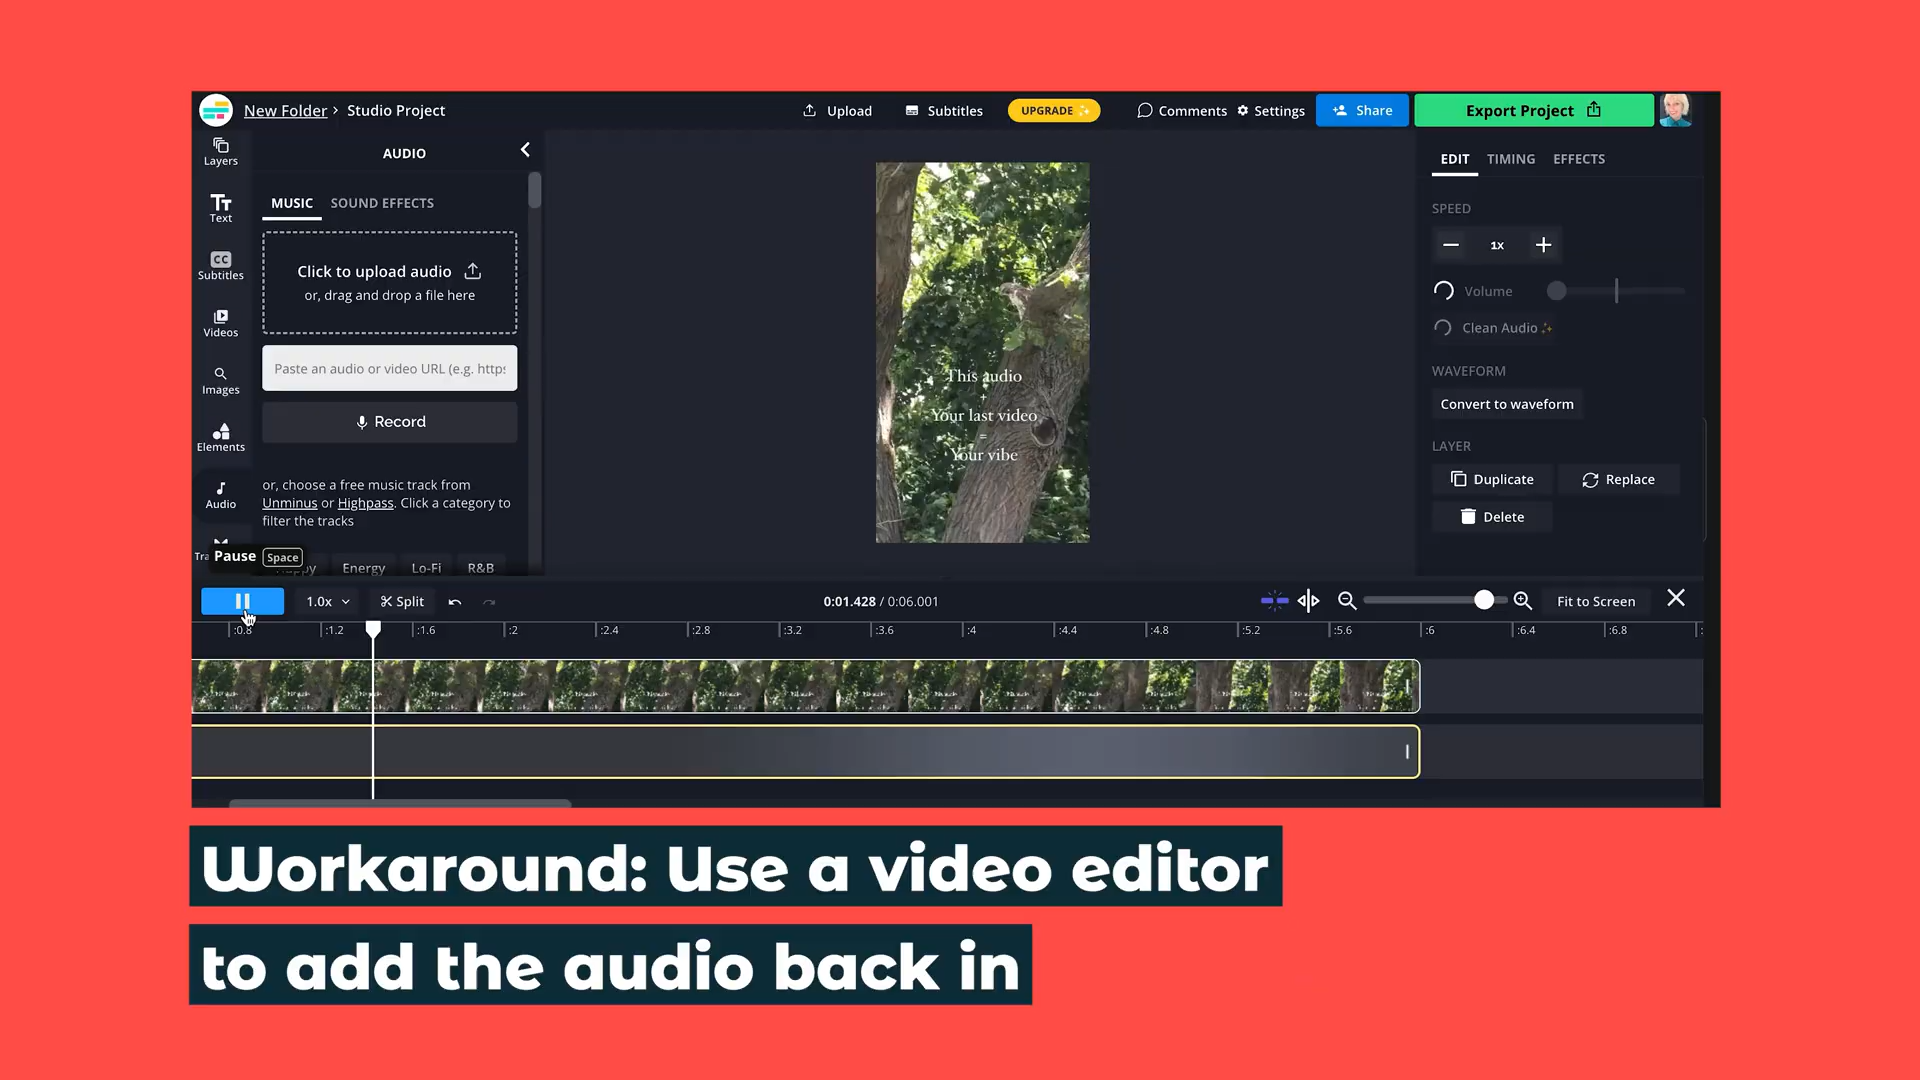 New Folder > Studio Project
Upload
Subtitles
UPGRADE
Comments
Settings
Share
Export Project
Layers
Text
CC
Subtitles
Videos
Images
Elements
Audio
Tra
AUDIO
MUSIC
SOUND EFFECTS
Click to upload audio
or, drag and drop a file here
Paste an audio or video URL (e.g. https
Record
or, choose a free music track from
Unminus or Highpass. Click a category to
filter the tracks
Energy
Lo-Fi
R&B
Pause Space
This audio
+
Your last video
=
Your vibe
EDIT
TIMING
EFFECTS
SPEED
1x
Volume
Clean Audio
WAVEFORM
Convert to waveform
LAYER
Duplicate
Replace
Delete
1.0x
Split
0:01.428 / 0:06.001
Fit to Screen
:0.8
:1.2
:1.6
:2
:2.4
:2.8
:3.2
:3.6
:4
:4.4
:4.8
:5.2
:5.6
:6
:6.4
:6.8
Workaround: Use a video editor
to add the audio back in